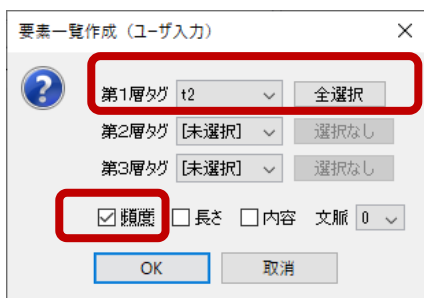 要素一覧作成（ユーザ入力）
第1層タグ t2 全選択
第2層タグ [未選択] 選択なし
第3層タグ [未選択] 選択なし
頻度 長さ 内容 文脈 0
OK 取消